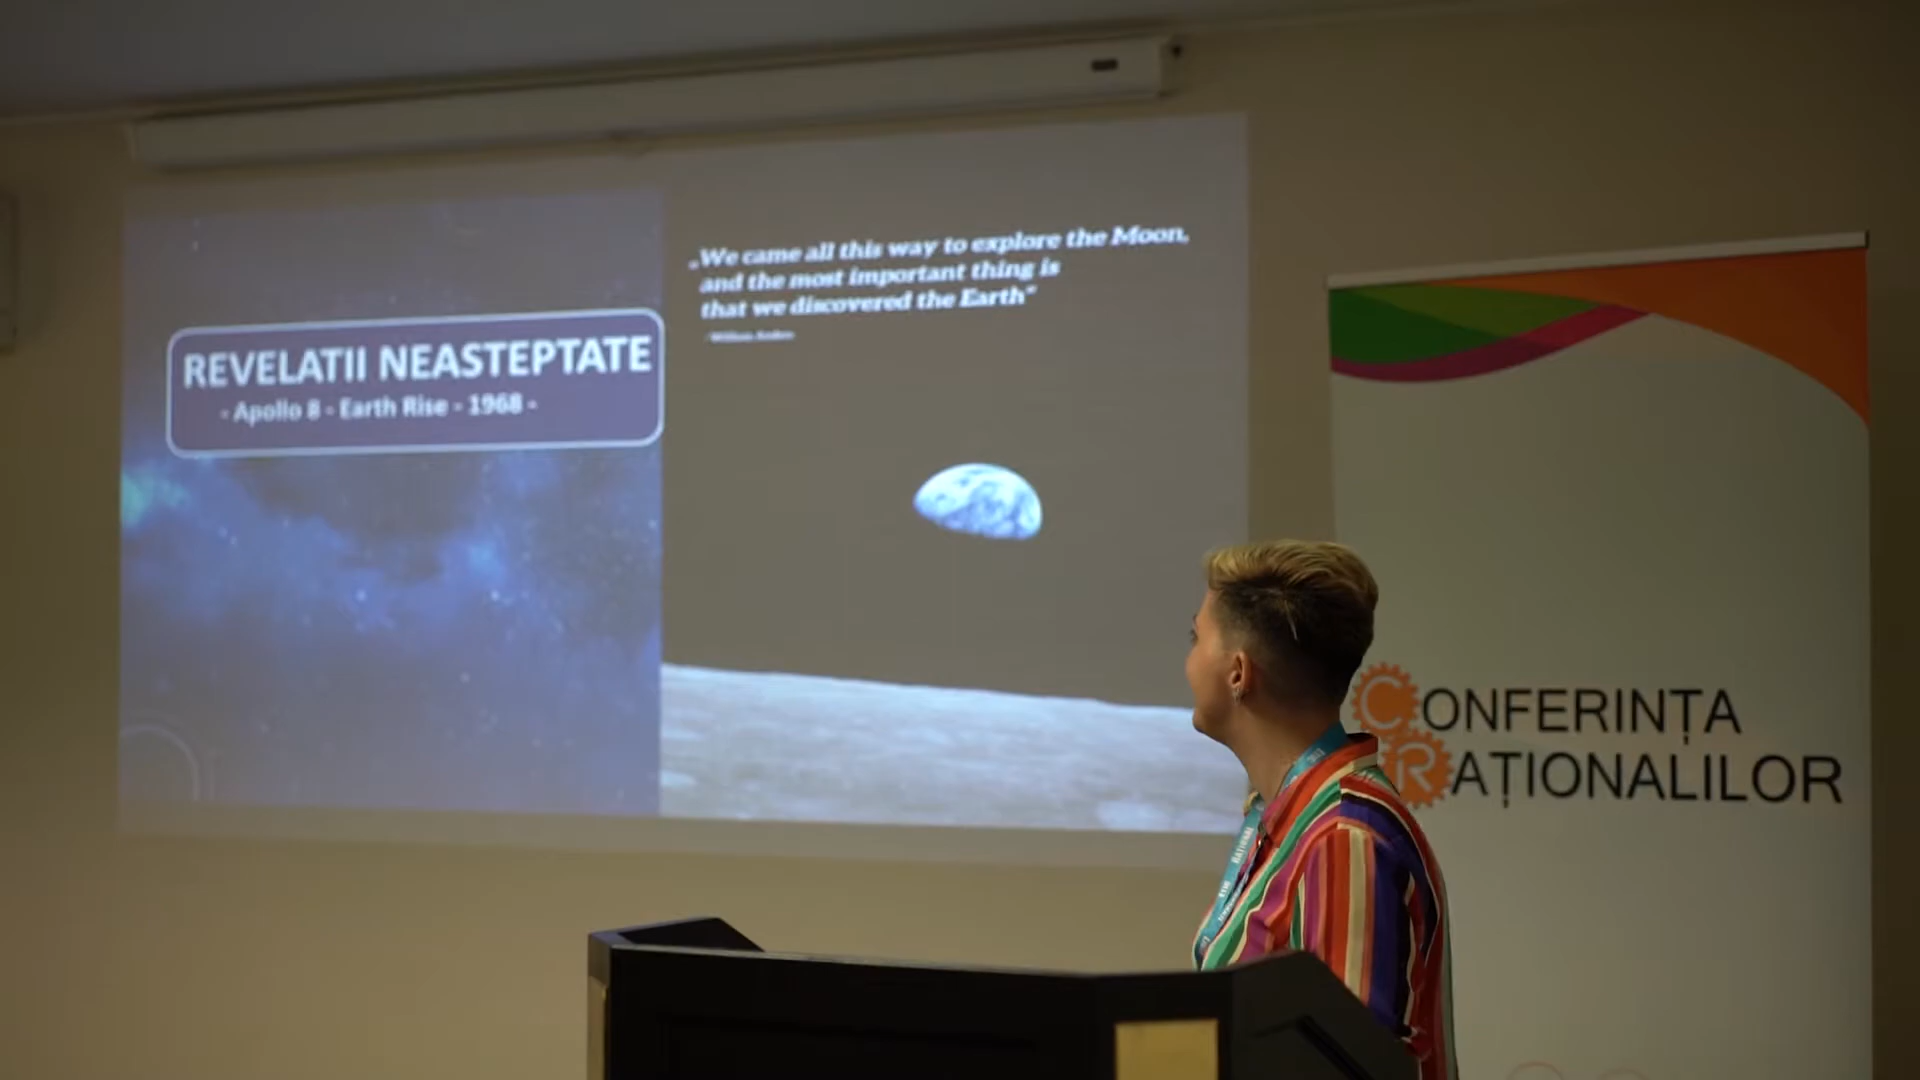 REVELATII NEASTEPTATE
- Apollo 8 - Earth Rise - 1968 -
„We came all this way to explore the Moon,
and the most important thing is
that we discovered the Earth"
CONFERINȚA
RAȚIONALILOR